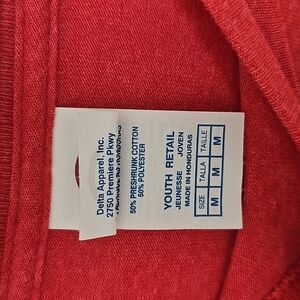 Delta Apparel, Inc.
2750 Premiere Pkwy
50% PRESHRUNK COTTON
50% POLYESTER
YOUTH RETAIL
JEUNESSE JOVEN
MADE IN HONDURAS
SIZE TALLA TAILLE
M M M